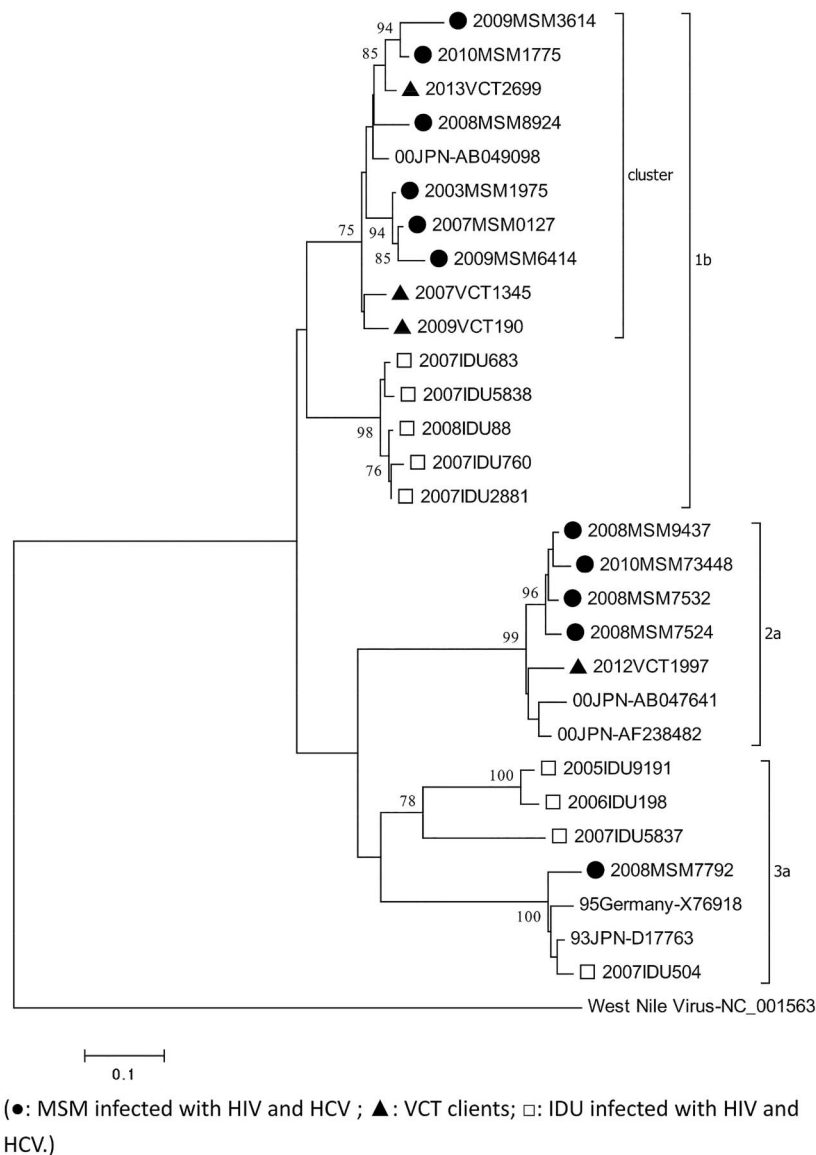 94
2009MSM3614
85
2010MSM1775
2013VCT2699
2008MSM8924
00JPN-AB049098
cluster
2003MSM1975
75
94
2007MSM0127
85
2009MSM6414
1b
2007VCT1345
2009VCT190
2007IDU683
2007IDU5838
98
2008IDU88
76
2007IDU760
2007IDU2881
2008MSM9437
2010MSM73448
96
2008MSM7532
99
2008MSM7524
2a
2012VCT1997
00JPN-AB047641
00JPN-AF238482
100
2005IDU9191
78
2006IDU198
2007IDU5837
2008MSM7792
3a
100
95Germany-X76918
93JPN-D17763
2007IDU504
West Nile Virus-NC_001563
0.1
(●: MSM infected with HIV and HCV ; ▲: VCT clients; □: IDU infected with HIV and
HCV.)